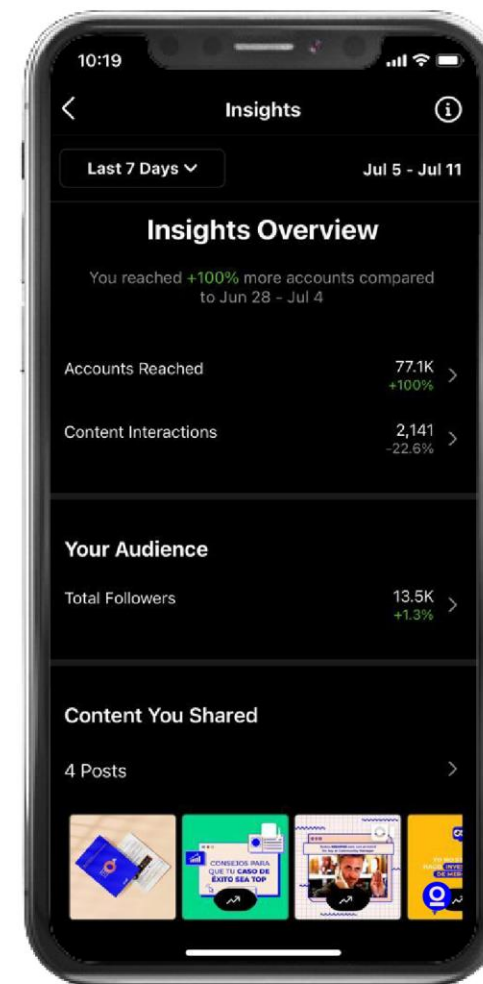 10:19
Insights
Last 7 Days
Jul 5 - Jul 11
Insights Overview
You reached +100% more accounts compared
to Jun 28 - Jul 4
Accounts Reached
77.1K
+100%
Content Interactions
2,141
-22.6%
Your Audience
Total Followers
13.5K
+1.3%
Content You Shared
4 Posts
CONSEJOS PARA
QUE TU CASO DE
ÉXITO SEA TOP